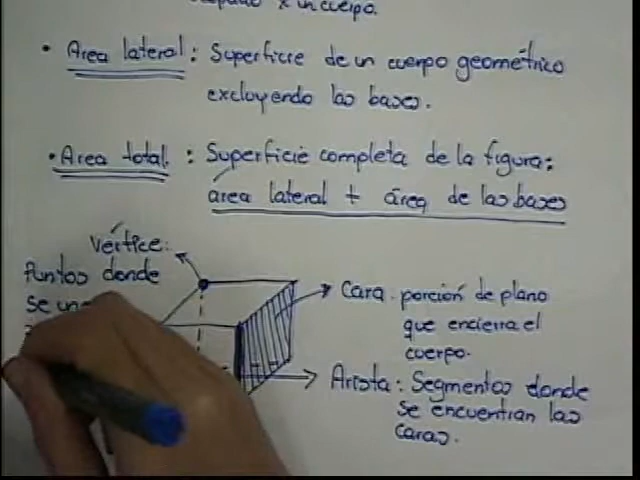 x un cuerpo.
• Area lateral: Superficie de un cuerpo geométrico
excluyendo las bases.
• Area total. : Superficie completa de la figura:
área lateral + área de las bases
Vértice:
Puntos donde
se une
Cara: porción de plano
que encierra el
cuerpo.
Arista: Segmentos donde
se encuentran las
caras.